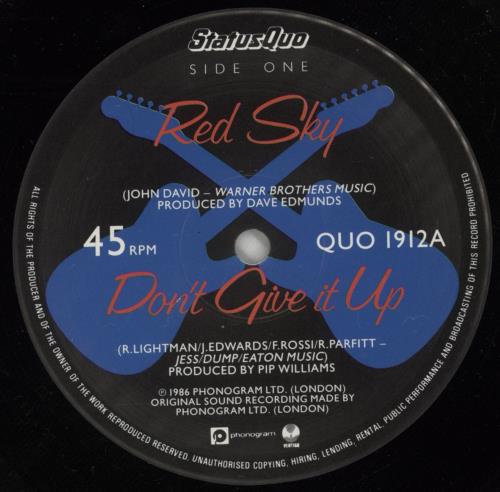 StatusQuo
SIDE ONE
Red Sky
(JOHN DAVID – WARNER BROTHERS MUSIC)
PRODUCED BY DAVE EDMUNDS
45 RPM
QUO 1912A
Don't Give it Up
(R.LIGHTMAN/J.EDWARDS/F.ROSSI/R.PARFITT –
JESS/DUMP/EATON MUSIC)
PRODUCED BY PIP WILLIAMS
℗ 1986 PHONOGRAM LTD. (LONDON)
ORIGINAL SOUND RECORDING MADE BY
PHONOGRAM LTD. (LONDON)
phonogram
VERTIGO
ALL RIGHTS OF THE PRODUCER AND OF THE OWNER OF THE WORK REPRODUCED RESERVED. UNAUTHORISED COPYING, HIRING, LENDING, RENTAL PUBLIC PERFORMANCE AND BROADCASTING OF THIS RECORD PROHIBITED